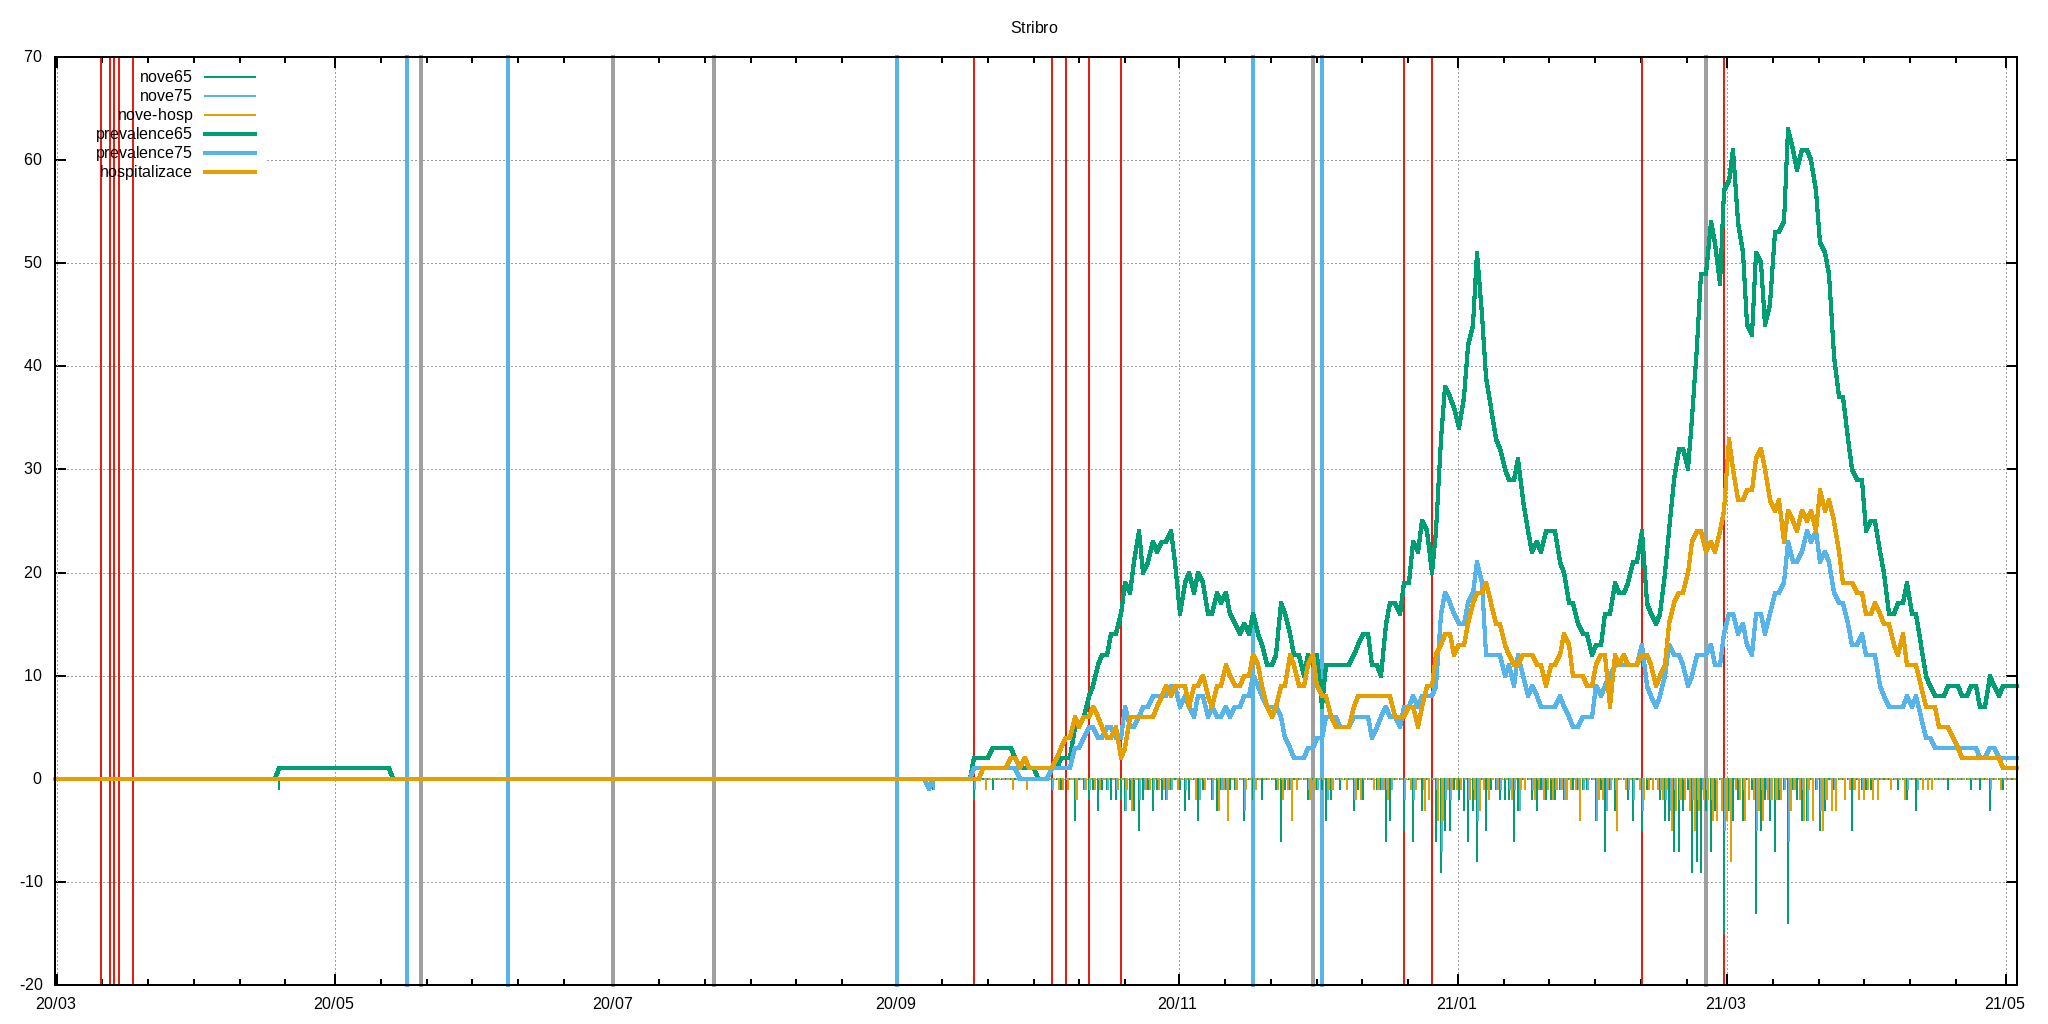 Stribro
70
60
50
40
30
20
10
0
-10
-20
nove65
nove75
nove-hosp
prevalence65
prevalence75
hospitalizace
20/03 20/05 20/07 20/09 20/11 21/01 21/03 21/05